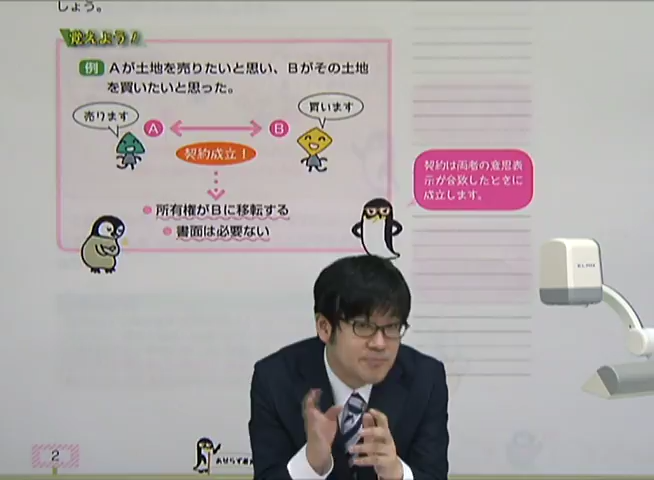 しょう。
覚えよう!
例 Aが土地を売りたいと思い、Bがその土地
を買いたいと思った。
売ります
買います
A
B
契約成立!
契約は両者の意思表
示が合致したときに
成立します。
所有権がBに移転する
書面は必要ない
ELMO
2